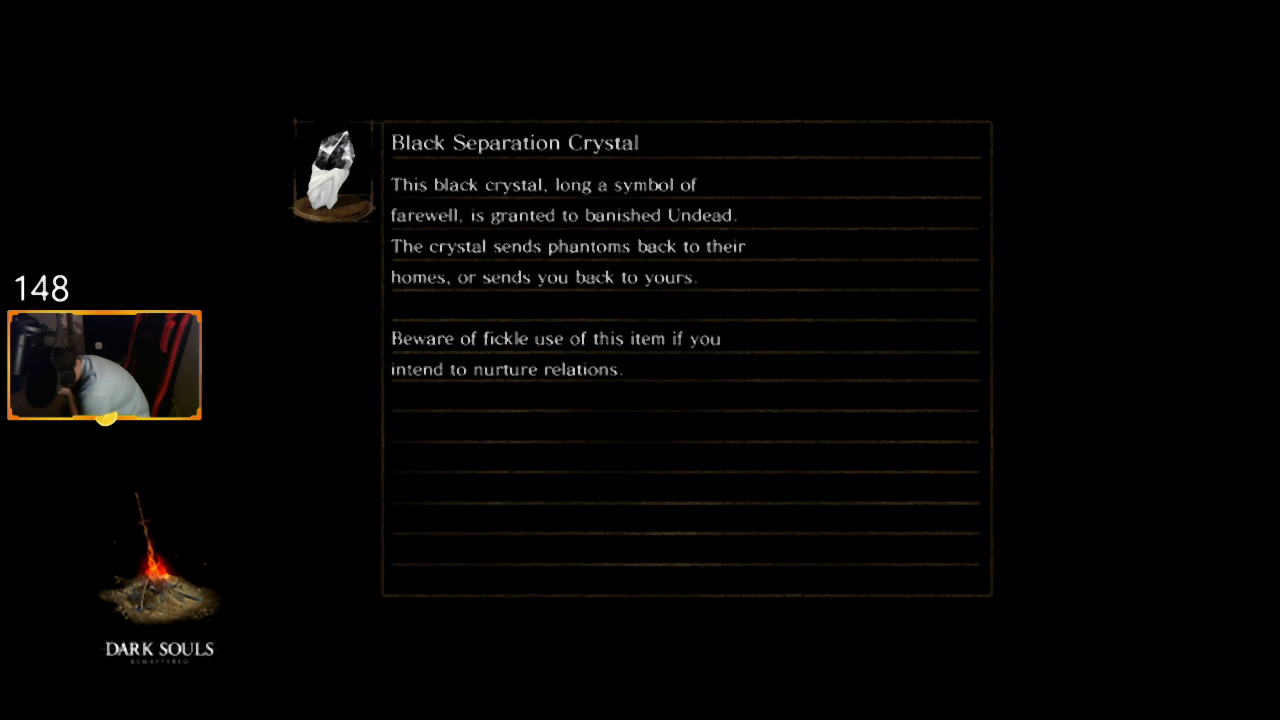 Black Separation Crystal
This black crystal, long a symbol of
farewell, is granted to banished Undead.
The crystal sends phantoms back to their
homes, or sends you back to yours.
Beware of fickle use of this item if you
intend to nurture relations.
148
DARK SOULS
REMASTERED